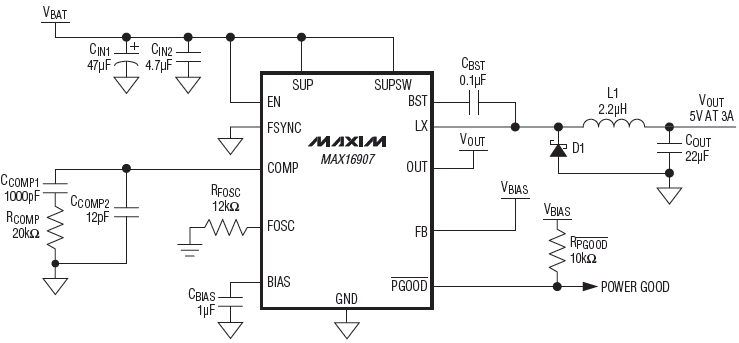 VBAT
CIN1
47µF
+
CIN2
4.7µF
SUP
SUPSW
EN
FSYNC
COMP
FOSC
BIAS
GND
BST
LX
OUT
FB
PGOOD
MAXIM
MAX16907
CBST
0.1µF
VOUT
L1
2.2µH
VOUT
5V AT 3A
D1
COUT
22µF
CCOMP1
1000pF
RCOMP
20kΩ
CCOMP2
12pF
RFOSC
12kΩ
CBIAS
1µF
VBIAS
VBIAS
RPGOOD
10kΩ
POWER GOOD